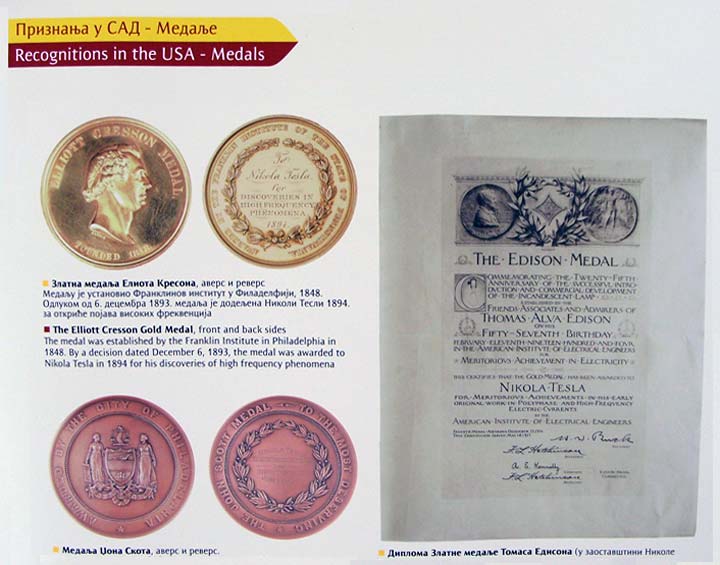 Признања у САД - Медаље
Recognitions in the USA - Medals
ELLIOTT CRESSON MEDAL
FOUNDED 1848
THE FRANKLIN INSTITUTE OF THE STATE OF PENNSYLVANIA
To
Nikola Tesla,
for
DISCOVERIES IN
HIGH FREQUENCY
PHENOMENA
1894
Златна медаља Елиота Кресона, аверс и реверс
Медаљу је установио Франклинов институт у Филаделфији, 1848.
Одлуком од 6. децембра 1893. медаља је додељена Николи Тесли 1894.
за откриће појава високих фреквенција
The Elliott Cresson Gold Medal, front and back sides
The medal was established by the Franklin Institute in Philadelphia in
1848. By a decision dated December 6, 1893, the medal was awarded to
Nikola Tesla in 1894 for his discoveries of high frequency phenomena
AWARDED BY THE CITY OF PHILADELPHIA
THE JOHN SCOTT MEDAL TO THE MOST DESERVING
Медаља Џона Скота, аверс и реверс.
THE EDISON MEDAL
COMMEMORATING THE TWENTY FIFTH
ANNIVERSARY OF THE SUCCESSFUL INTRO
DUCTION AND COMMERCIAL DEVELOPMENT
OF THE INCANDESCENT LAMP
ESTABLISHED BY THE
FRIENDS ASSOCIATES AND ADMIRERS OF
THOMAS ALVA EDISON
ON HIS
FIFTY SEVENTH BIRTHDAY
FEBRUARY ELEVENTH NINETEEN HUNDRED AND FOUR
IN THE AMERICAN INSTITUTE OF ELECTRICAL ENGINEERS
FOR
MERITORIOUS ACHIEVEMENT IN ELECTRICITY
THIS CERTIFIES THAT THE GOLD MEDAL HAS BEEN AWARDED TO
NIKOLA TESLA
FOR MERITORIOUS ACHIEVEMENTS IN HIS EARLY
ORIGINAL WORK IN POLYPHASE AND HIGH FREQUENCY
ELECTRIC CURRENTS
BY THE
AMERICAN INSTITUTE OF ELECTRICAL ENGINEERS
F L Hutchinson
A. E. Kennelly
F L Hutchinson
Диплома Златне медаље Томаса Едисона (у заоставштини Николе